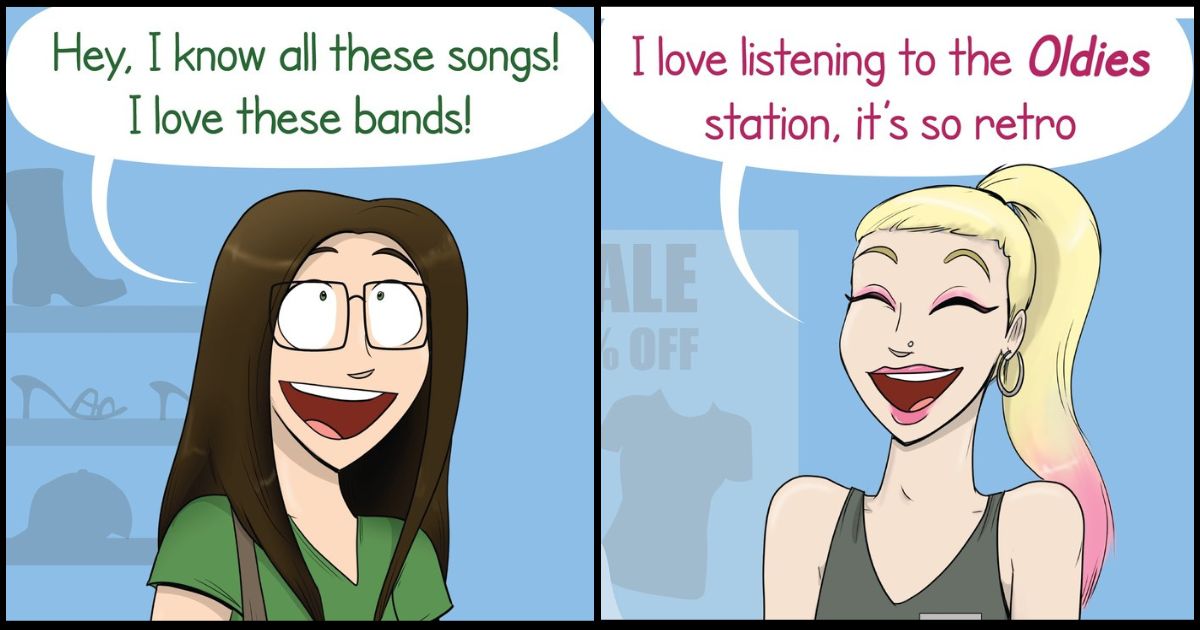 Hey, I know all these songs!
I love these bands!
I love listening to the Oldies
station, it's so retro
ALE
% OFF